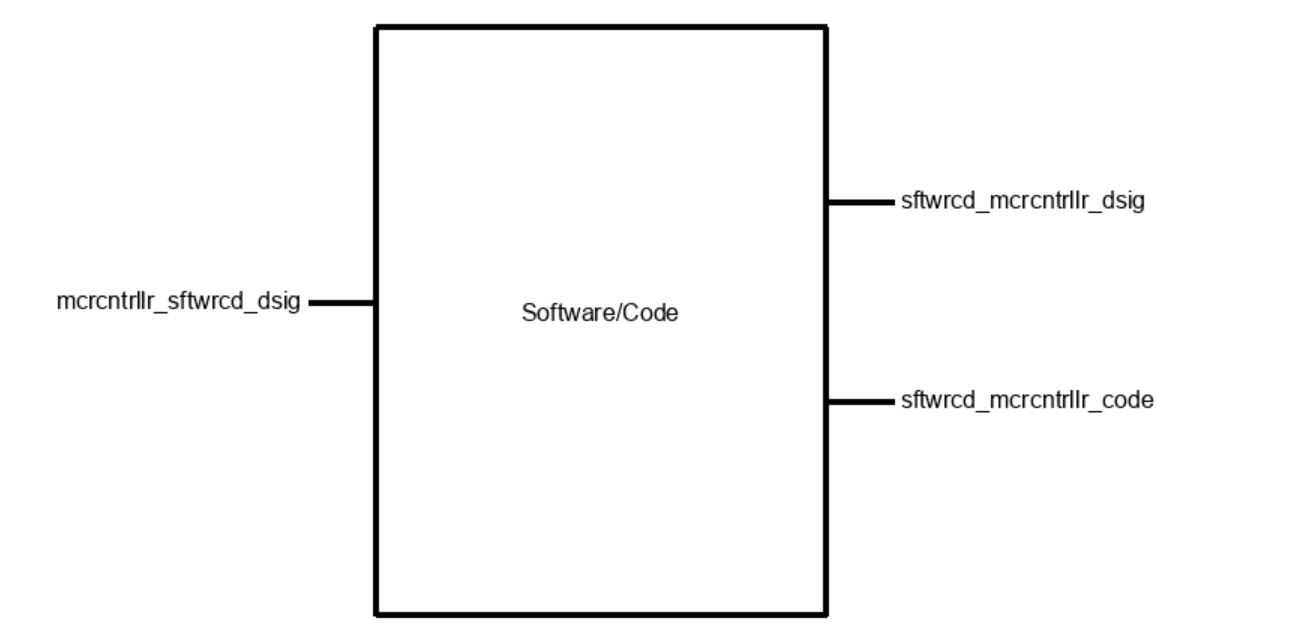 sftwrcd_mcrcntrllr_dsig
mcrcntrllr_sftwrcd_dsig
Software/Code
sftwrcd_mcrcntrllr_code